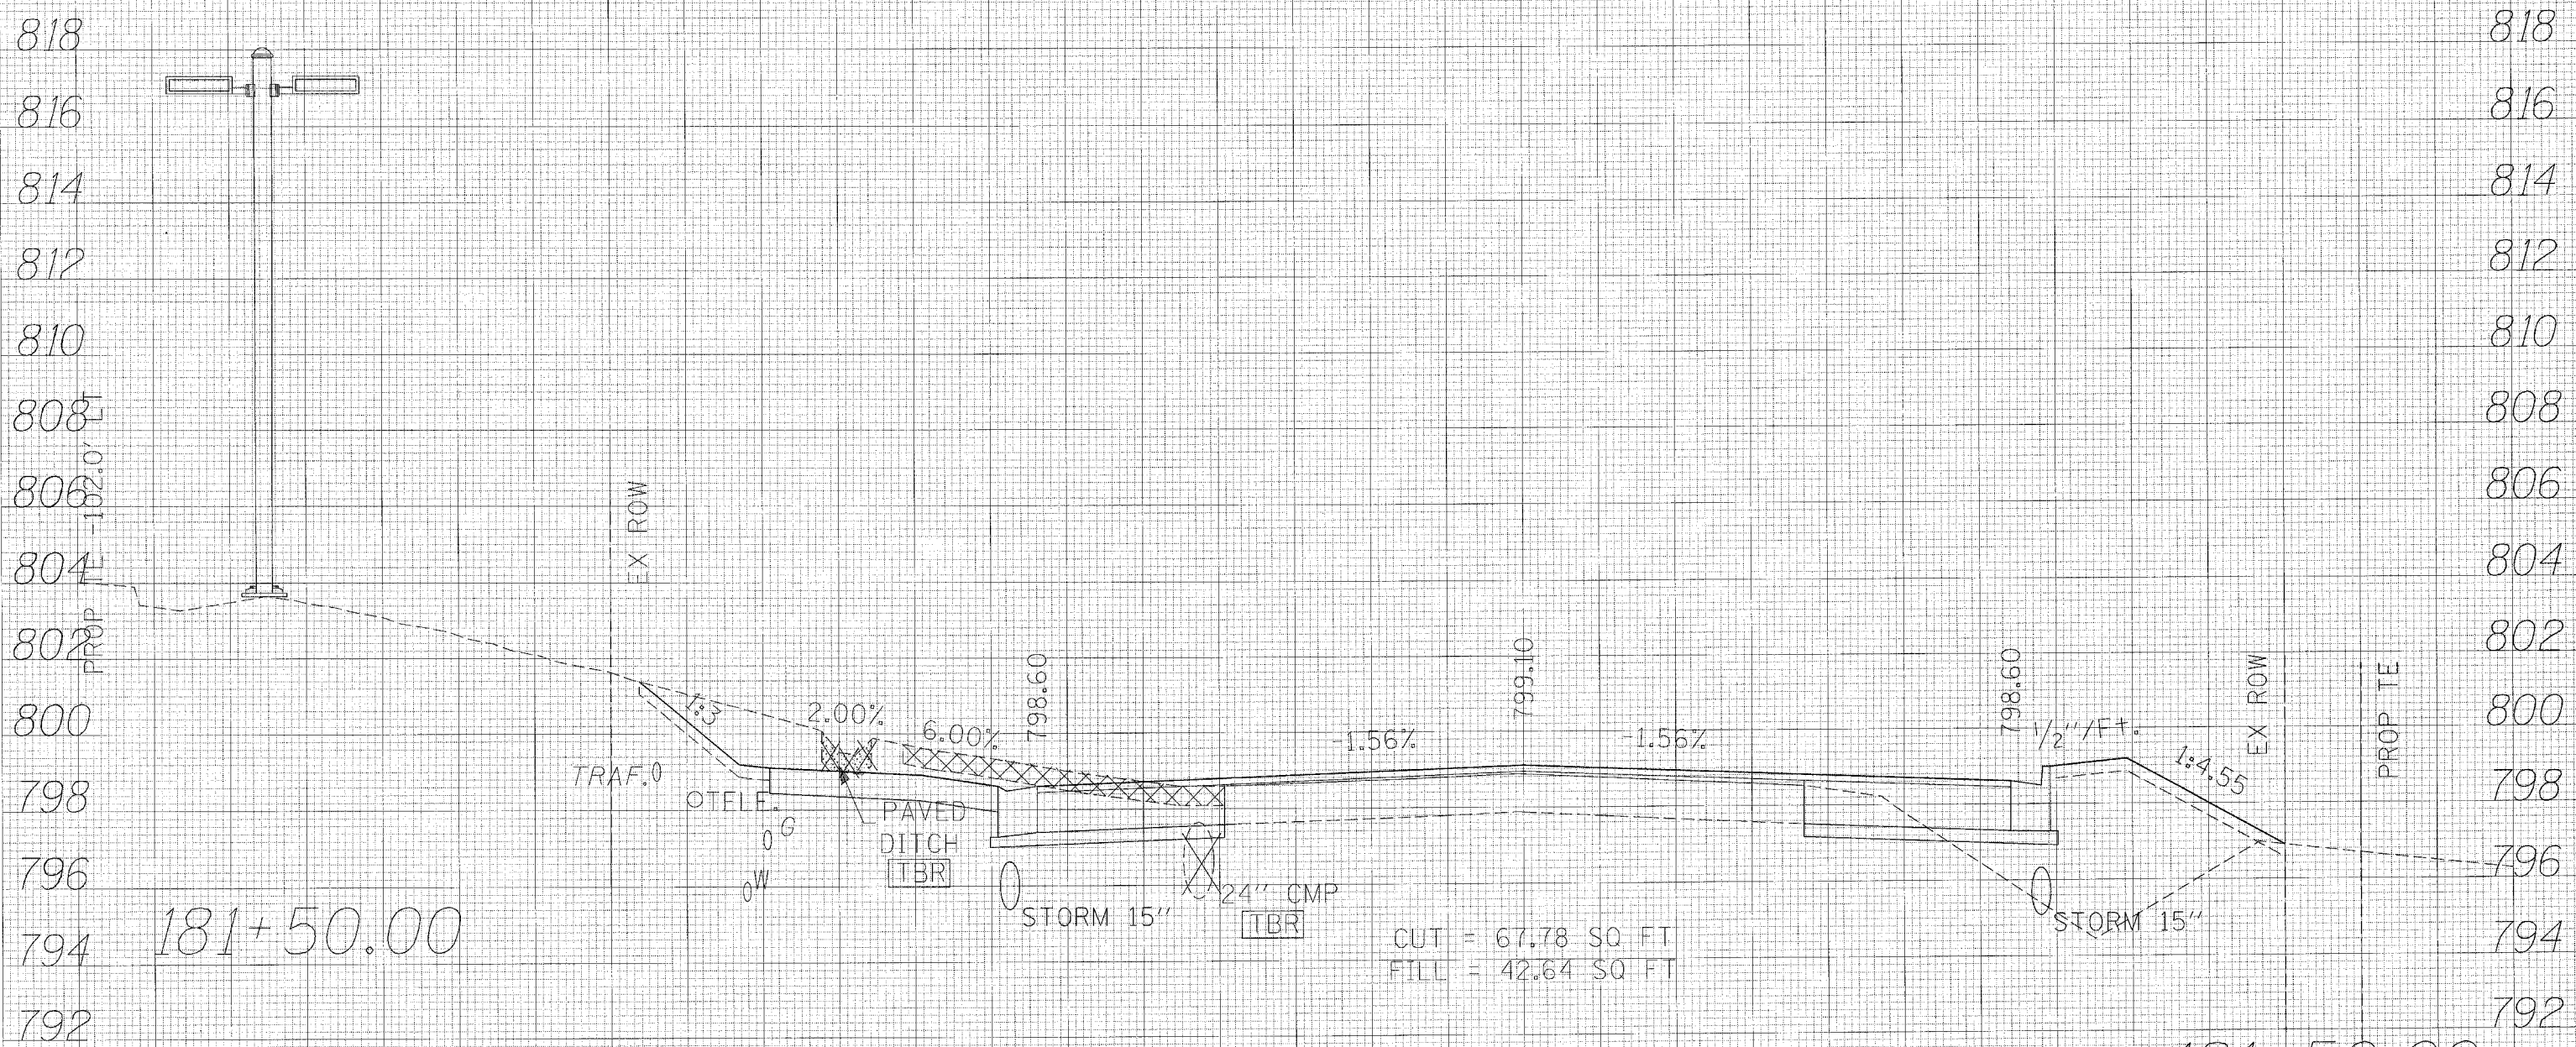 818
818
816
816
814
814
812
812
810
810
808
808
806
806
804
804
802
802
800
800
798
798
796
796
794
794
792
792
PROP TE -102.0' LT
EX ROW
1:3
2.00%
6.00%
798.60
-1.56%
799.10
-1.56%
798.60
1/2"/Ft.
1:4.55
EX ROW
PROP TE
TRAF.
OTELE.
G
W
PAVED
DITCH
TBR
STORM 15"
24" CMP
TBR
STORM 15"
CUT = 67.78 SQ FT
FILL = 42.64 SQ FT
181+50.00